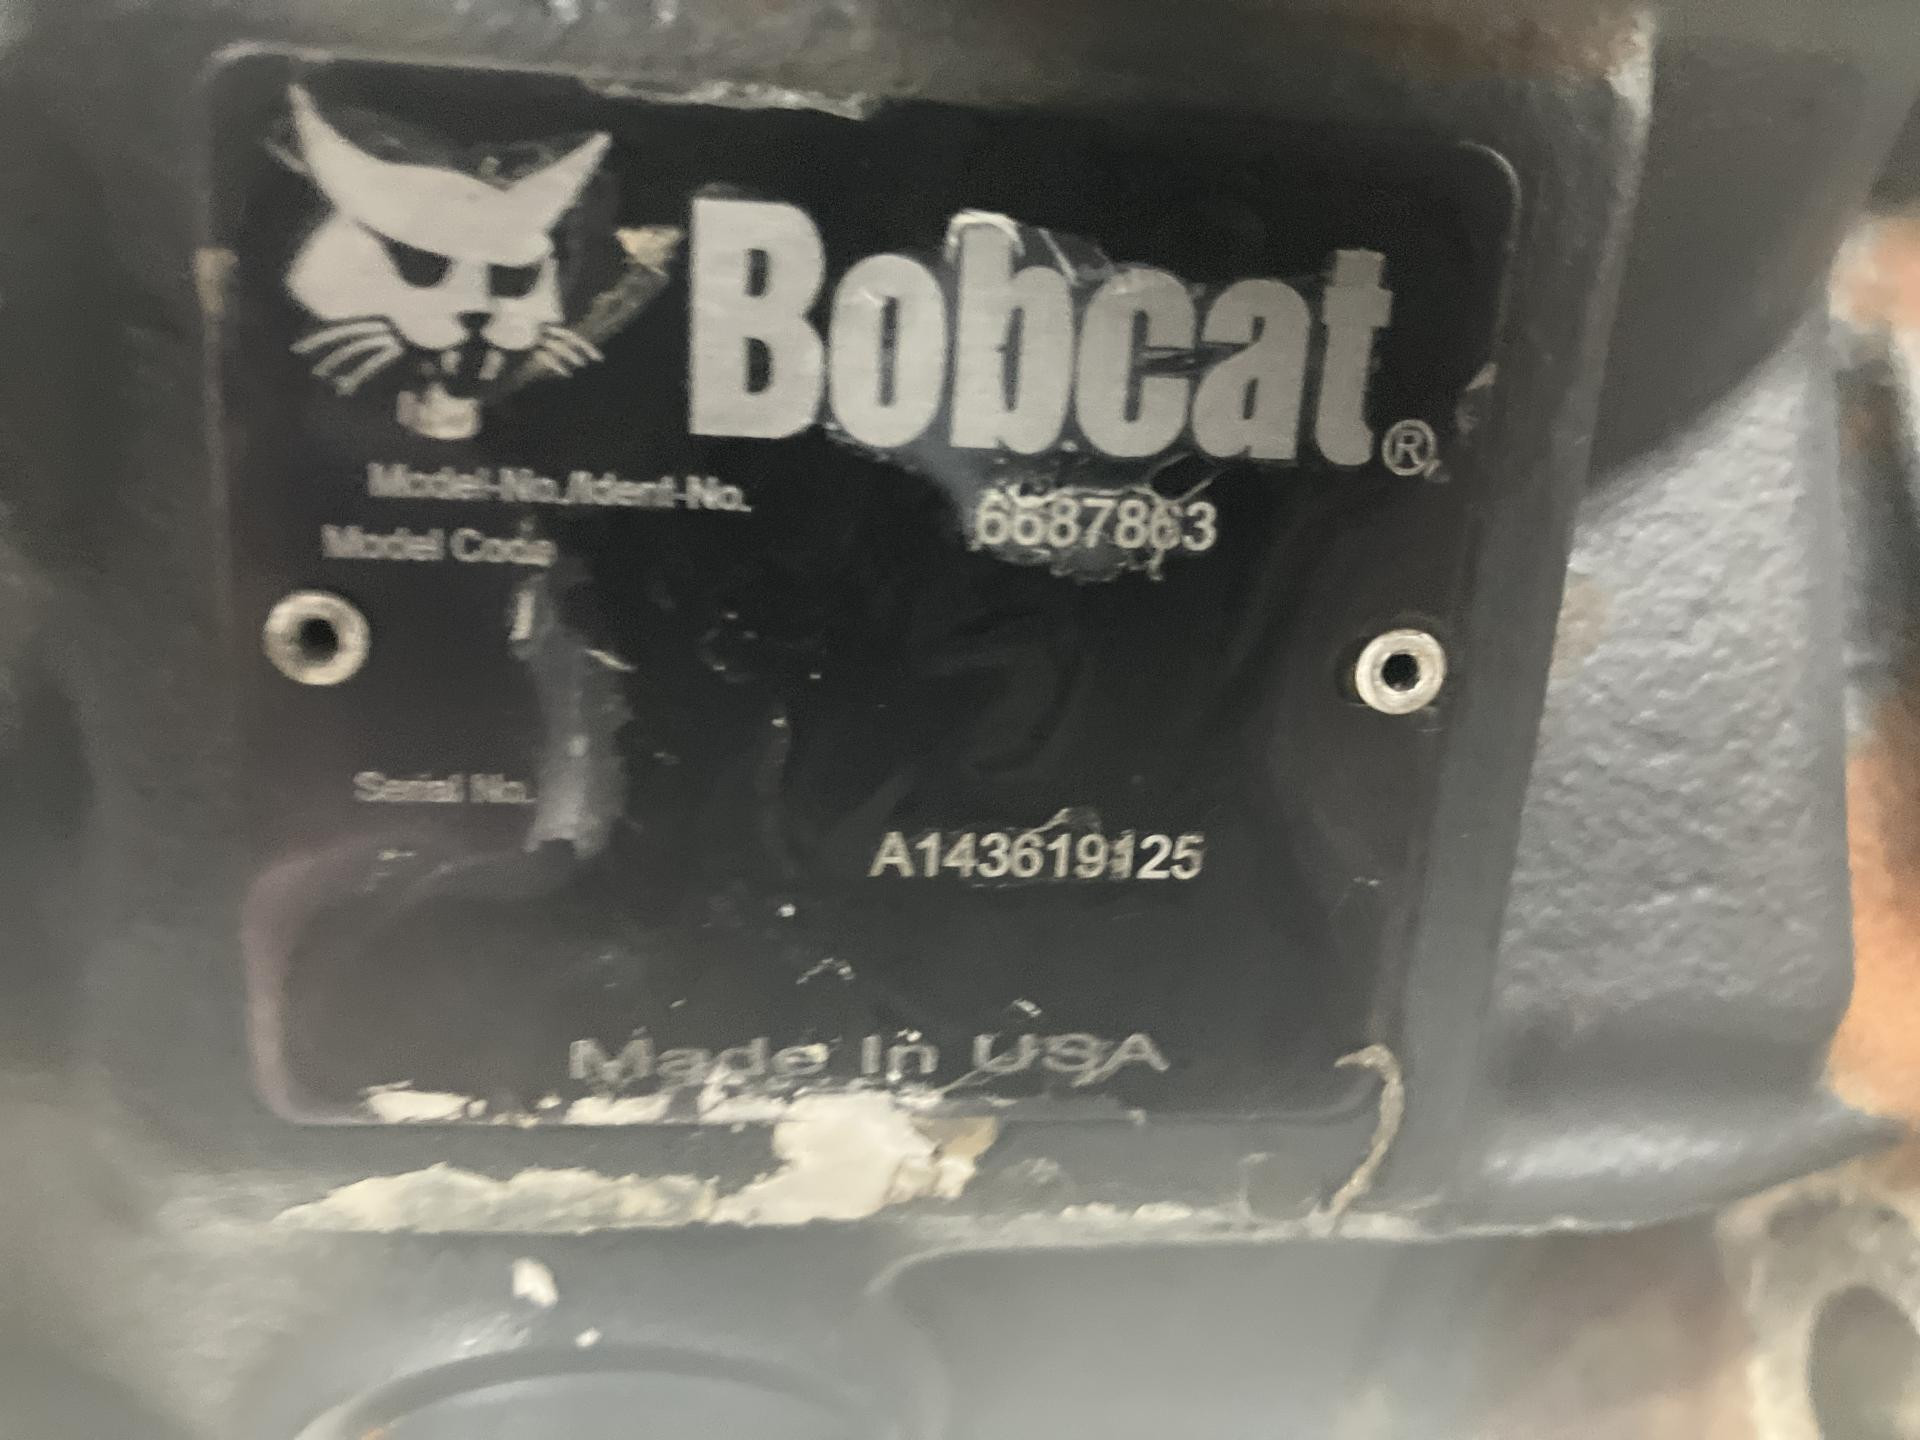 Bobcat®
Model-No./Ident-No. 6687863
Model Code
Serial No. A143619125
Made In USA